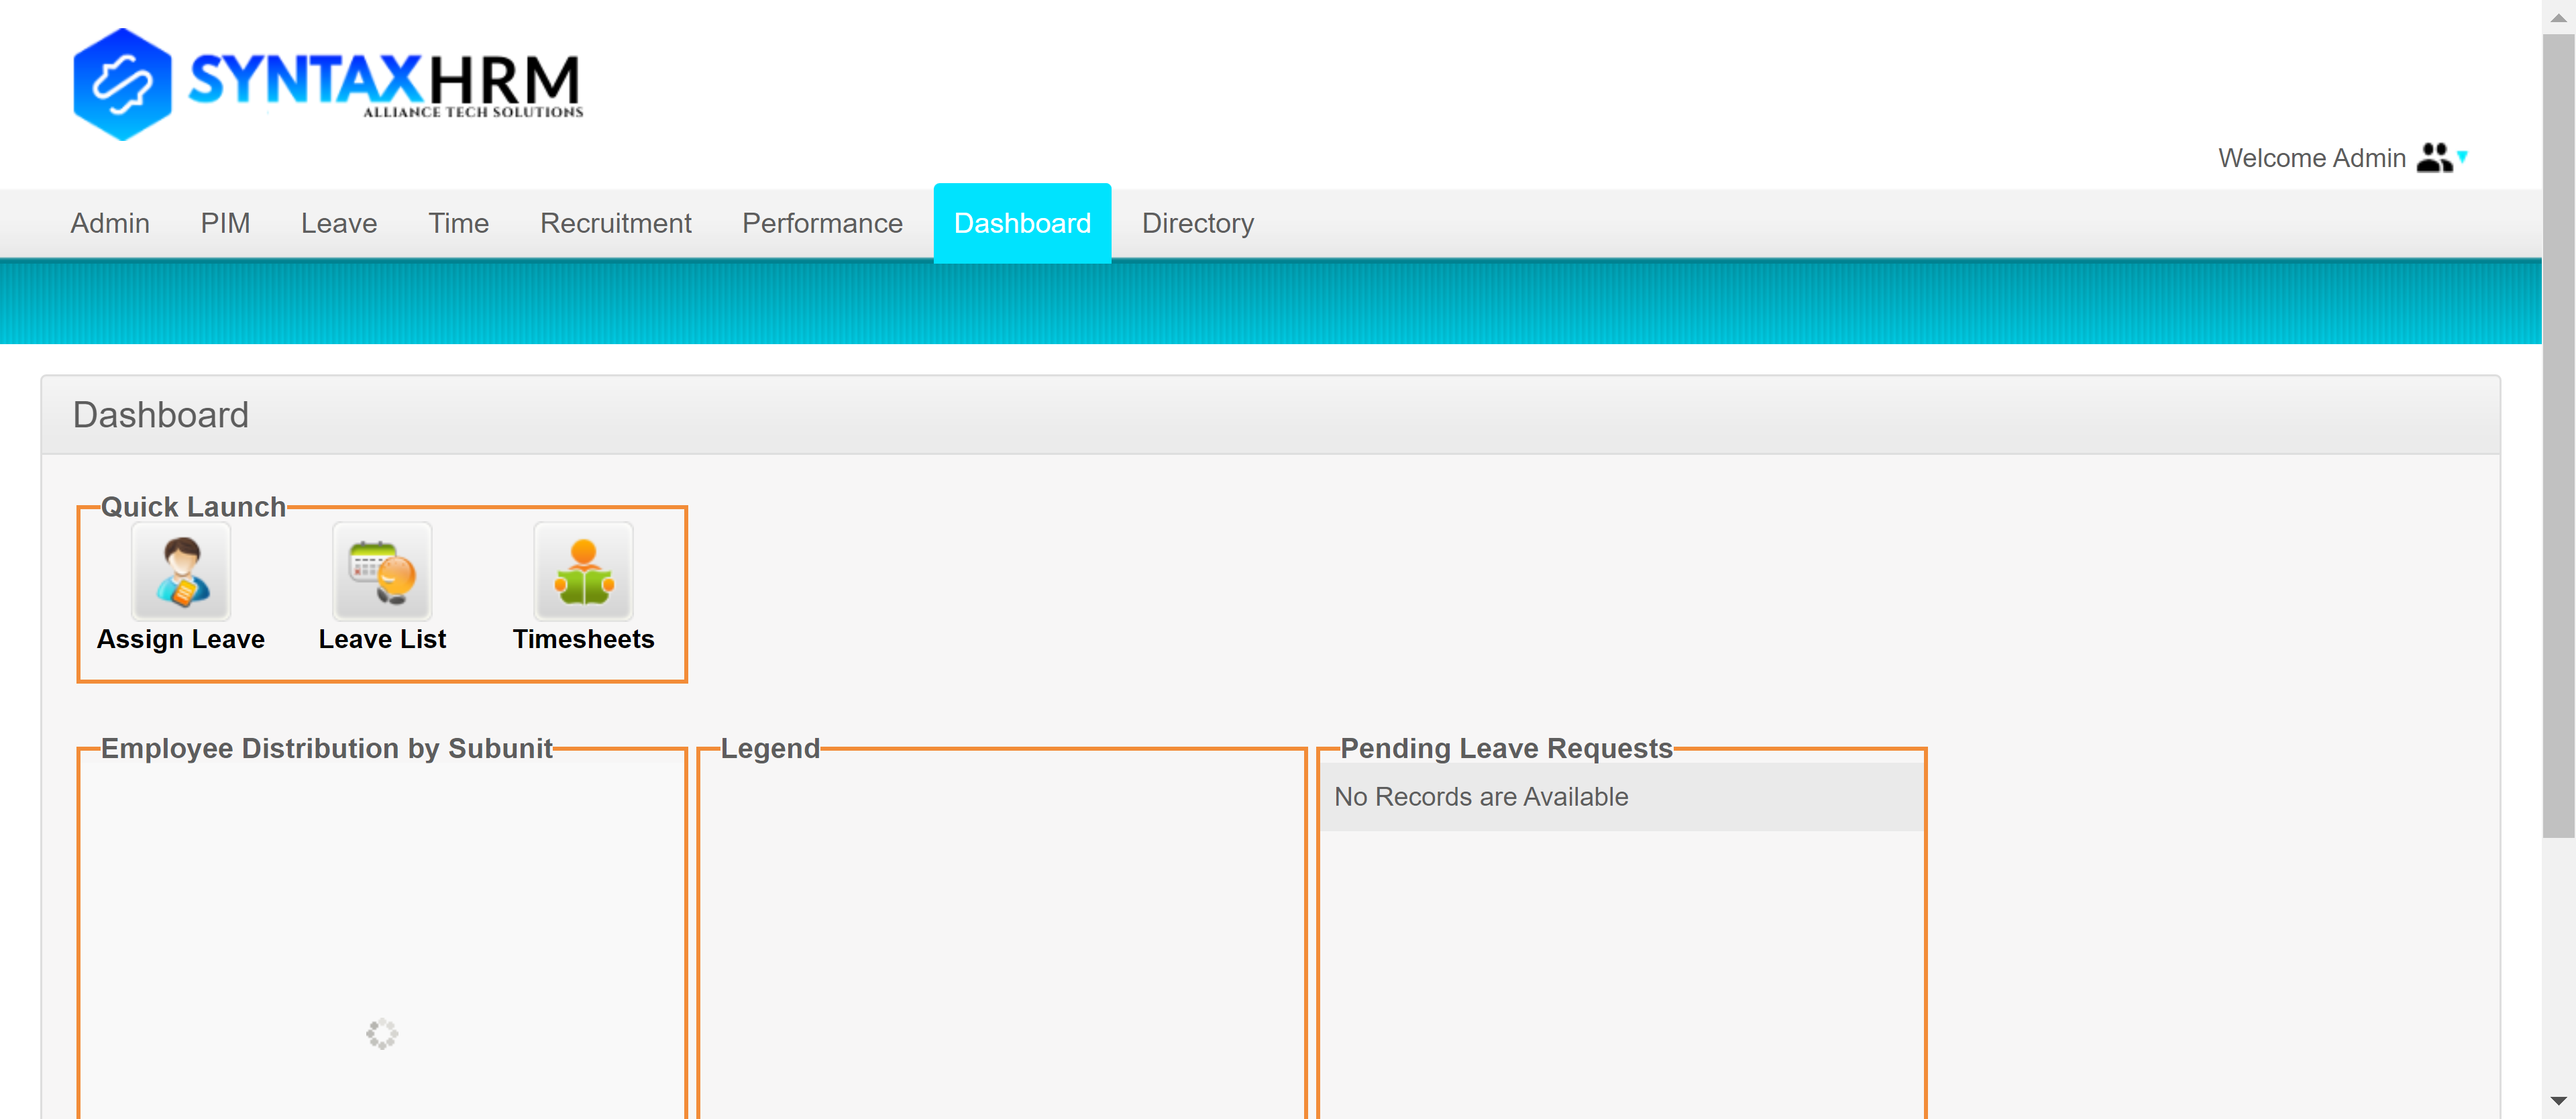 SYNTAXHRM
ALLIANCE TECH SOLUTIONS
Welcome Admin
Admin PIM Leave Time Recruitment Performance Dashboard Directory
Dashboard
Quick Launch
Assign Leave Leave List Timesheets
Employee Distribution by Subunit Legend Pending Leave Requests
No Records are Available